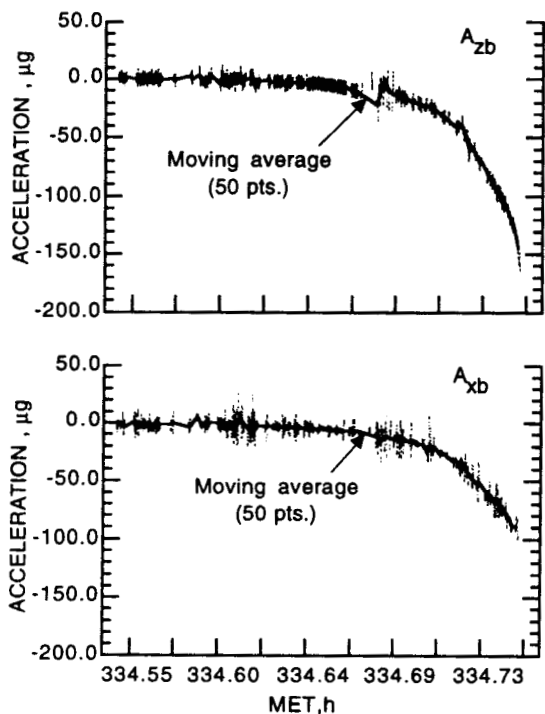 50.0
0.0
-50.0
-100.0
-150.0
-200.0
ACCELERATION , µg
Azb
Moving average
(50 pts.)
50.0
0.0
-50.0
-100.0
-150.0
-200.0
ACCELERATION , µg
Axb
Moving average
(50 pts.)
334.55 334.60 334.64 334.69 334.73
MET,h